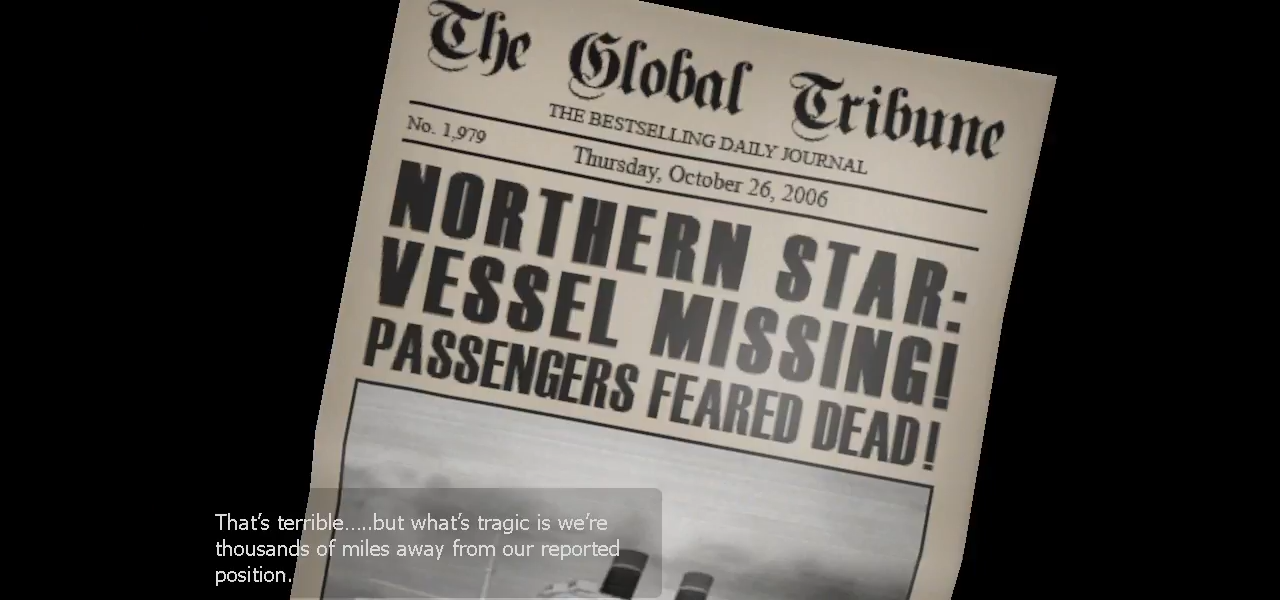 The Global Tribune
THE BESTSELLING DAILY JOURNAL
No. 1,979
Thursday, October 26, 2006
NORTHERN STAR:
VESSEL MISSING!
PASSENGERS FEARED DEAD!
That's terrible.....but what's tragic is we're
thousands of miles away from our reported
position.